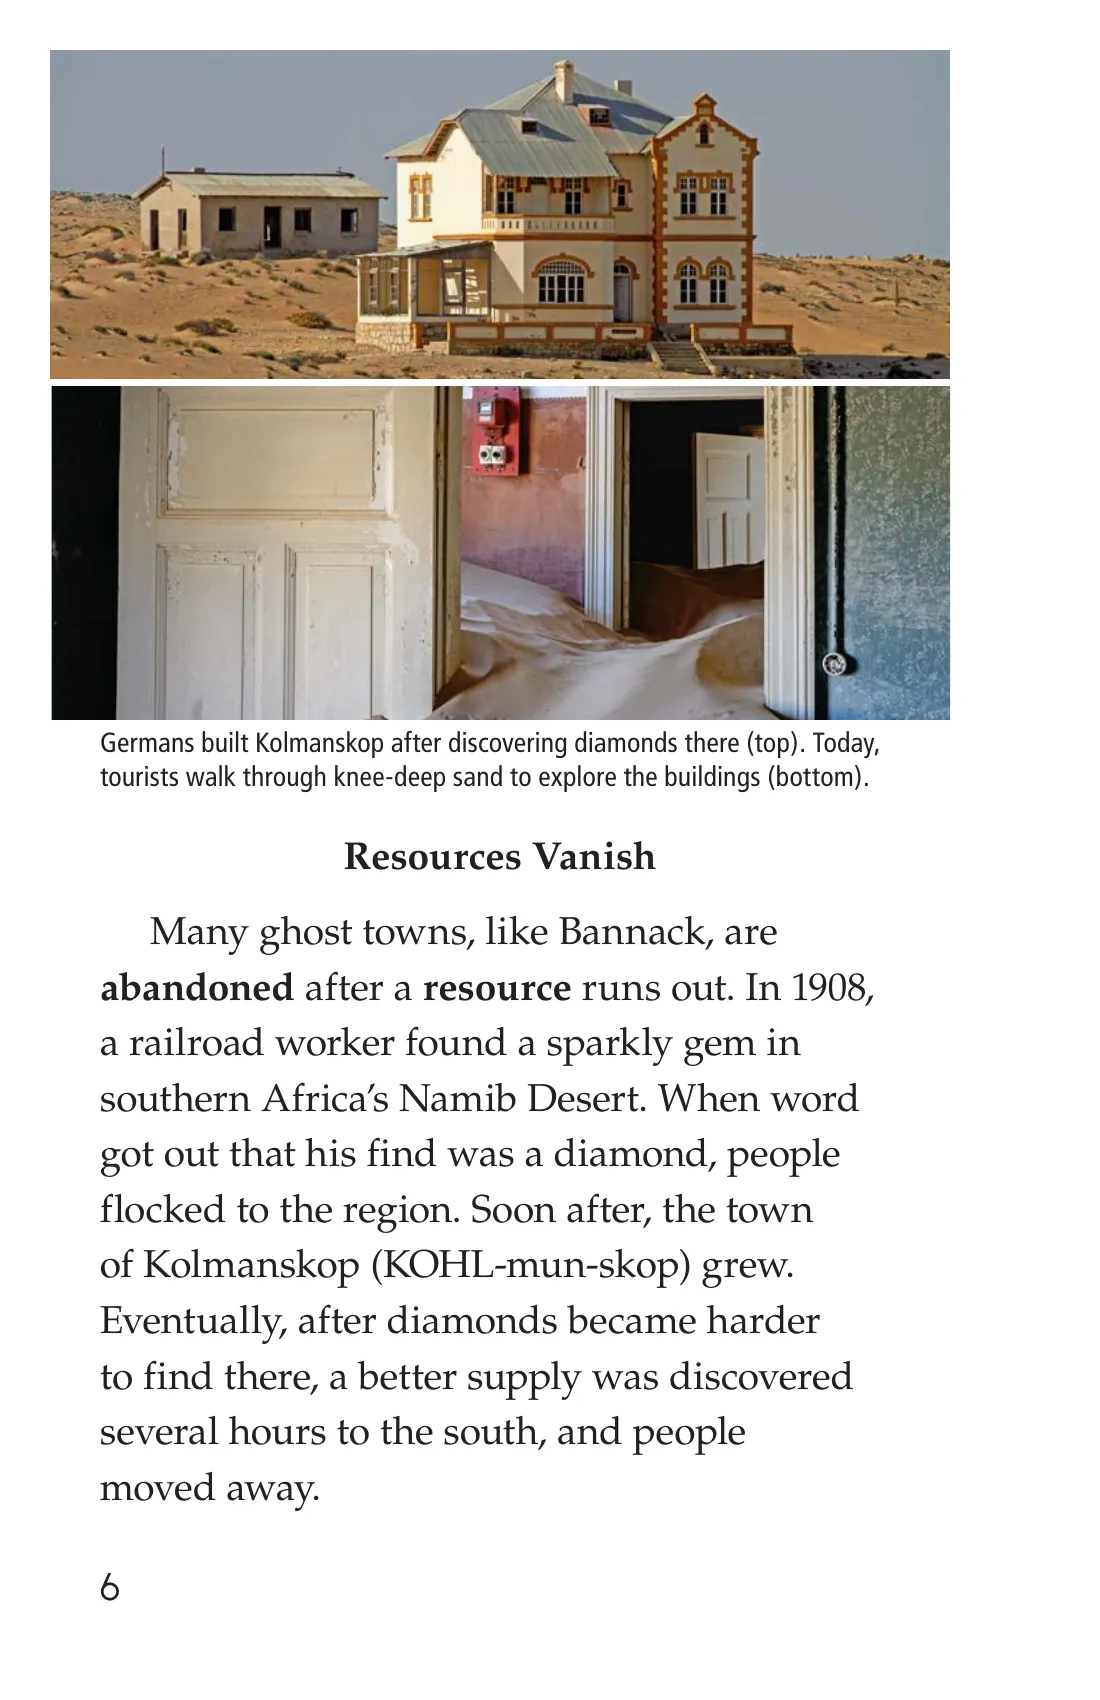 Germans built Kolmanskop after discovering diamonds there (top). Today,
tourists walk through knee-deep sand to explore the buildings (bottom).
Resources Vanish
Many ghost towns, like Bannack, are
abandoned after a resource runs out. In 1908,
a railroad worker found a sparkly gem in
southern Africa’s Namib Desert. When word
got out that his find was a diamond, people
flocked to the region. Soon after, the town
of Kolmanskop (KOHL-mun-skop) grew.
Eventually, after diamonds became harder
to find there, a better supply was discovered
several hours to the south, and people
moved away.
6